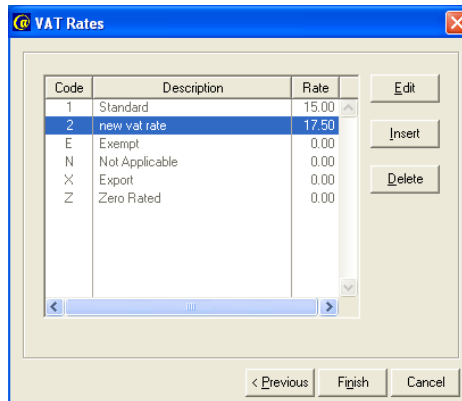 VAT Rates
Code Description Rate
1 Standard 15.00
2 new vat rate 17.50
E Exempt 0.00
N Not Applicable 0.00
X Export 0.00
Z Zero Rated 0.00
Edit
Insert
Delete
< Previous
Finish
Cancel